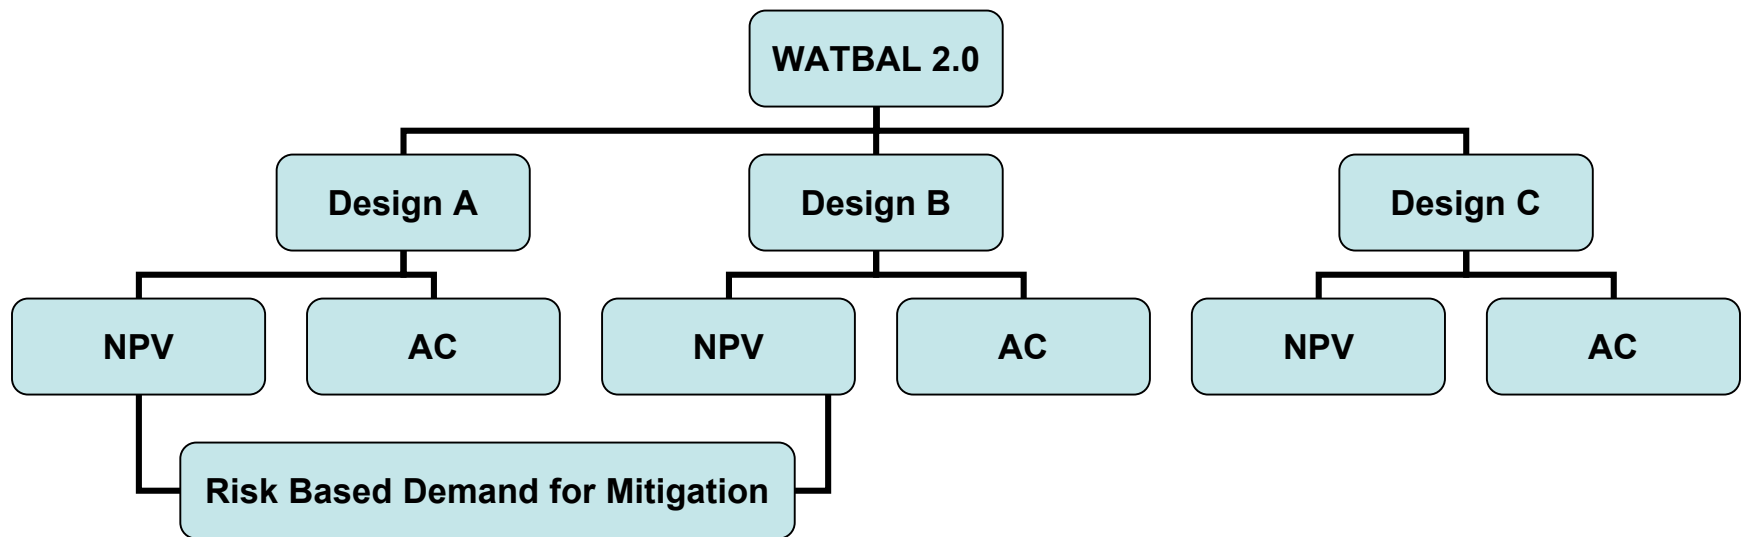 WATBAL 2.0
Design A
Design B
Design C
NPV
AC
NPV
AC
NPV
AC
Risk Based Demand for Mitigation